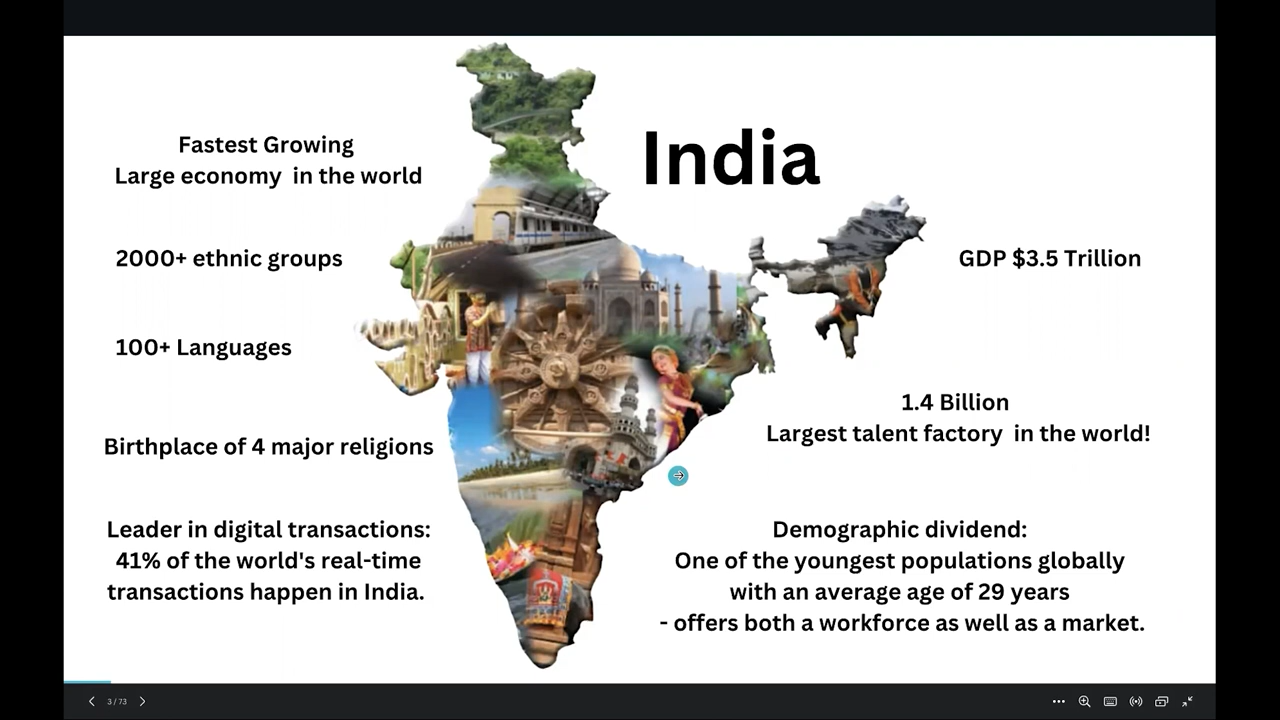 India
Fastest Growing
Large economy in the world
2000+ ethnic groups
100+ Languages
Birthplace of 4 major religions
Leader in digital transactions:
41% of the world's real-time
transactions happen in India.
GDP $3.5 Trillion
1.4 Billion
Largest talent factory in the world!
Demographic dividend:
One of the youngest populations globally
with an average age of 29 years
- offers both a workforce as well as a market.
3 / 73